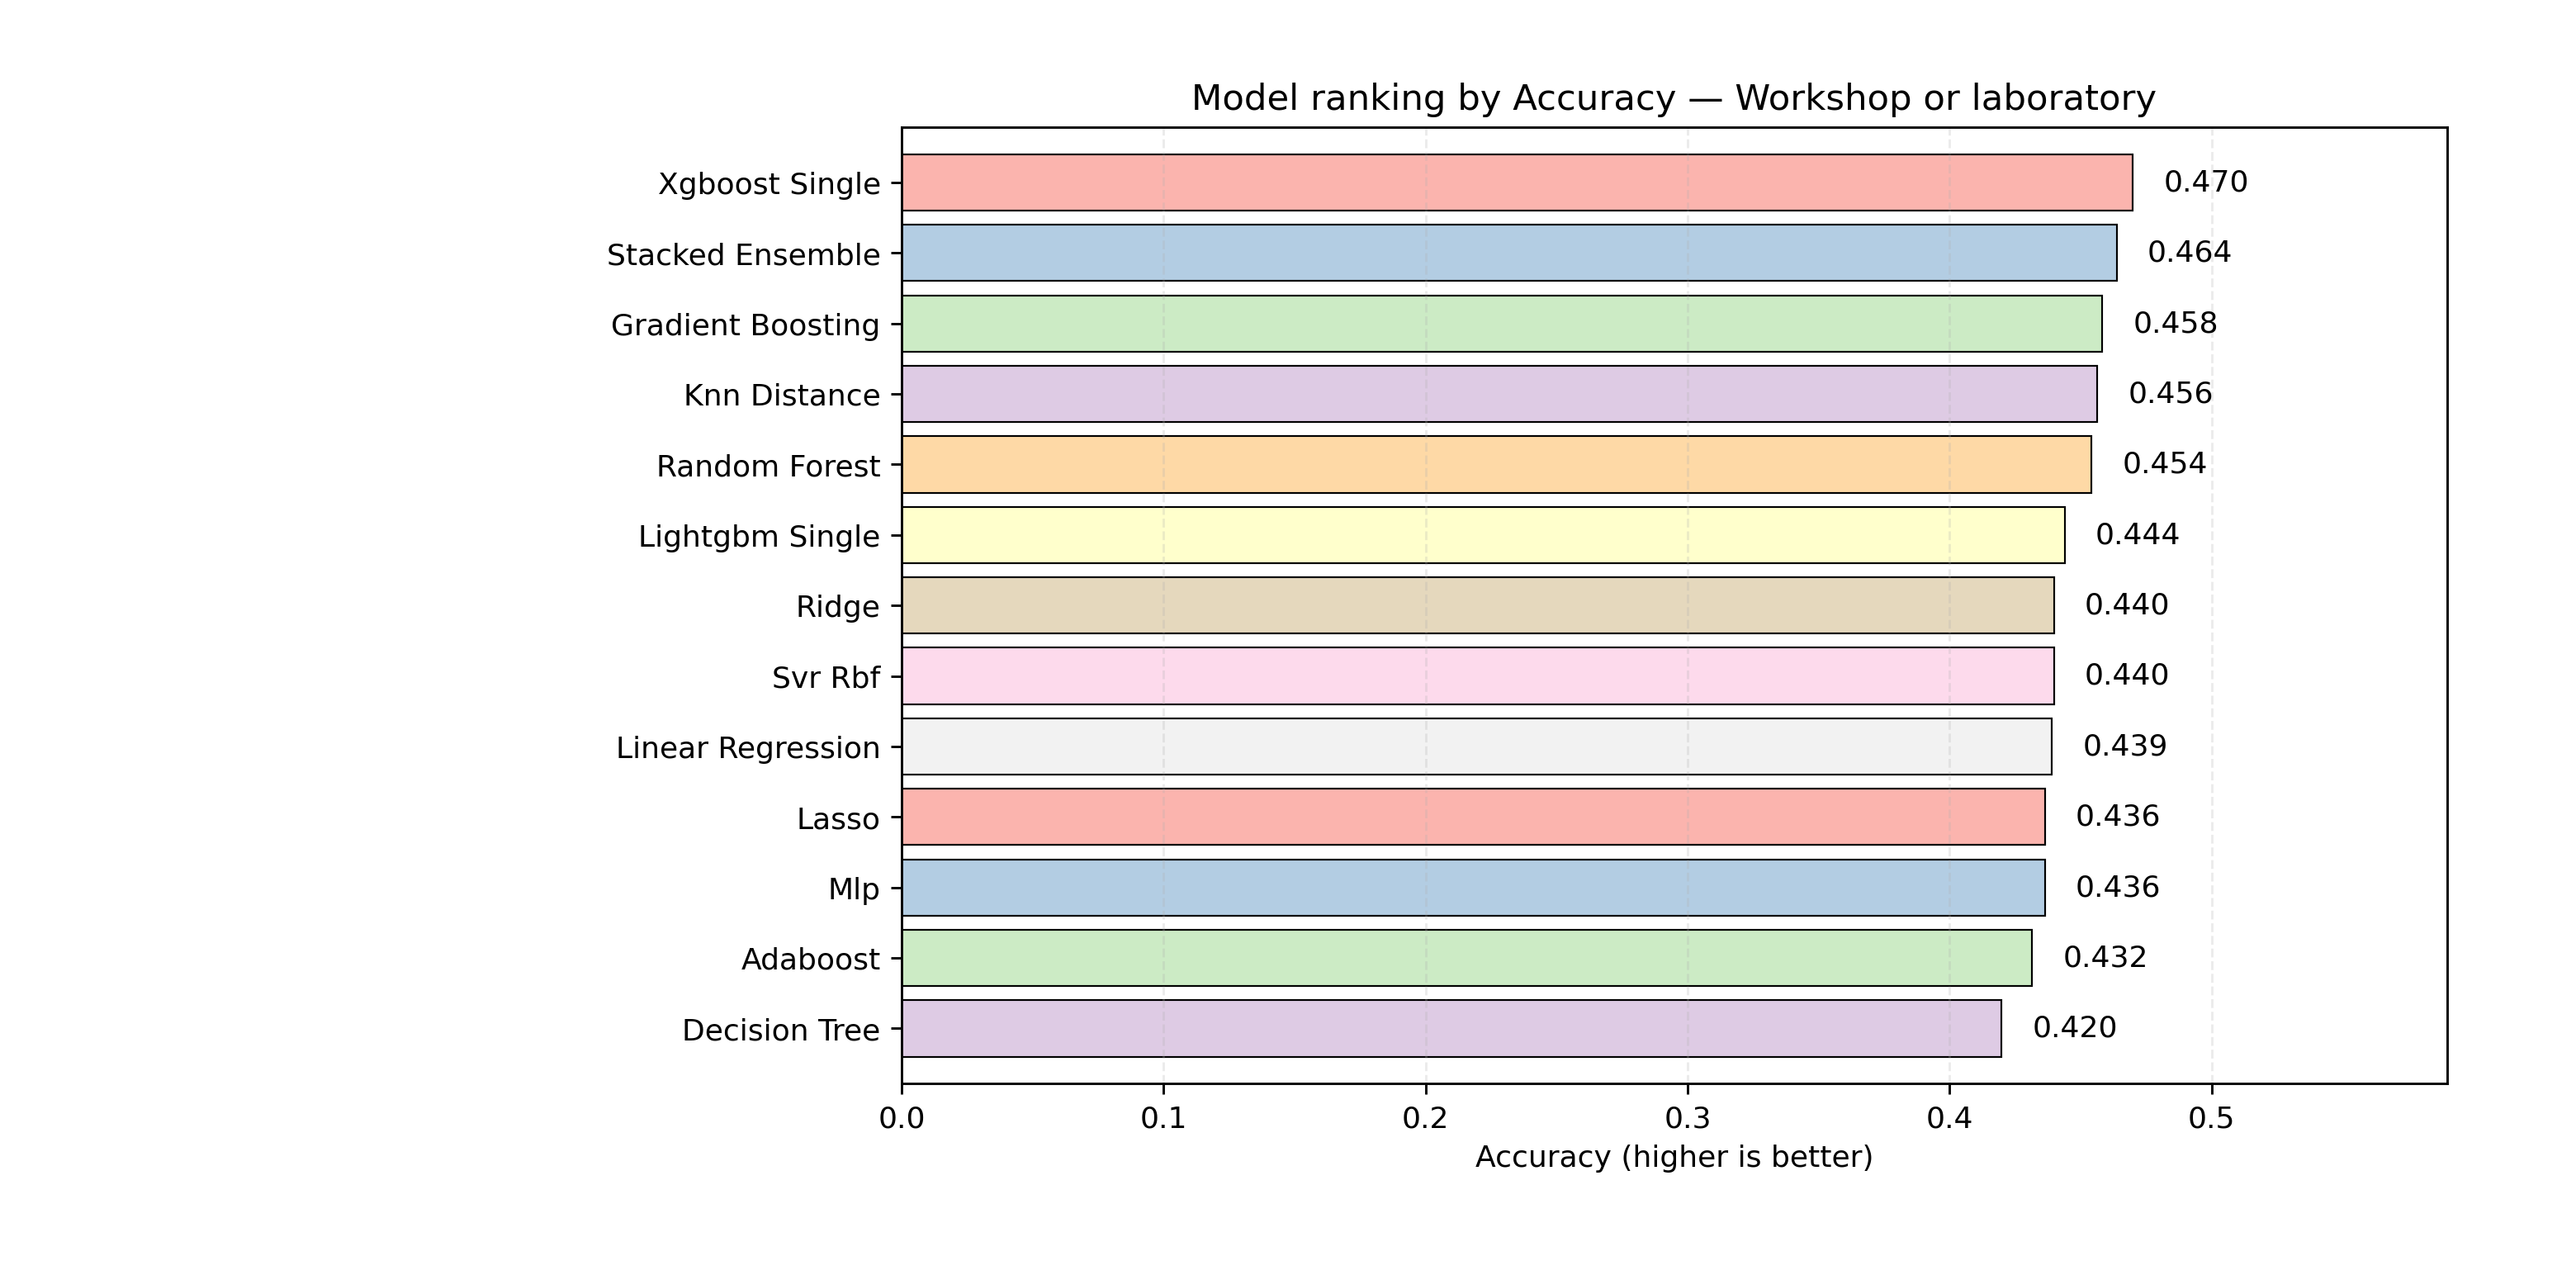 Model ranking by Accuracy — Workshop or laboratory
Xgboost Single 0.470
Stacked Ensemble 0.464
Gradient Boosting 0.458
Knn Distance 0.456
Random Forest 0.454
Lightgbm Single 0.444
Ridge 0.440
Svr Rbf 0.440
Linear Regression 0.439
Lasso 0.436
Mlp 0.436
Adaboost 0.432
Decision Tree 0.420
0.0 0.1 0.2 0.3 0.4 0.5
Accuracy (higher is better)